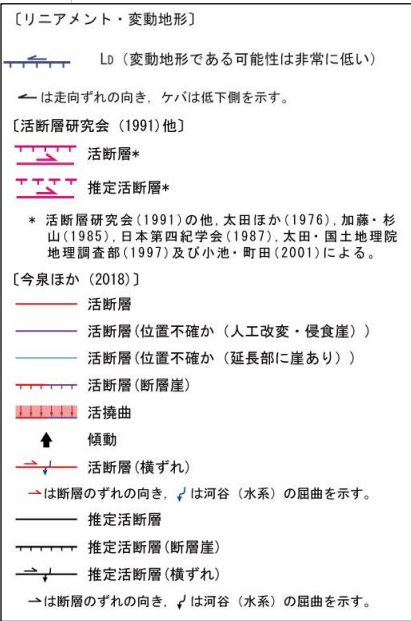 〔リニアメント・変動地形〕
LD（変動地形である可能性は非常に低い）
は走向ずれの向き，ケバは低下側を示す。
〔活断層研究会（1991）他〕
活断層*
推定活断層*
* 活断層研究会(1991)の他，太田ほか(1976)，加藤・杉
山(1985)，日本第四紀学会(1987)，太田・国土地理院
地理調査部(1997)及び小池・町田(2001)による。
〔今泉ほか（2018)〕
活断層
活断層(位置不確か（人工改変・侵食崖）)
活断層(位置不確か（延長部に崖あり）)
活断層(断層崖)
活撓曲
傾動
活断層(横ずれ)
は断層のずれの向き，は河谷（水系）の屈曲を示す。
推定活断層
推定活断層(断層崖)
推定活断層(横ずれ)
は断層のずれの向き，は河谷（水系）の屈曲を示す。